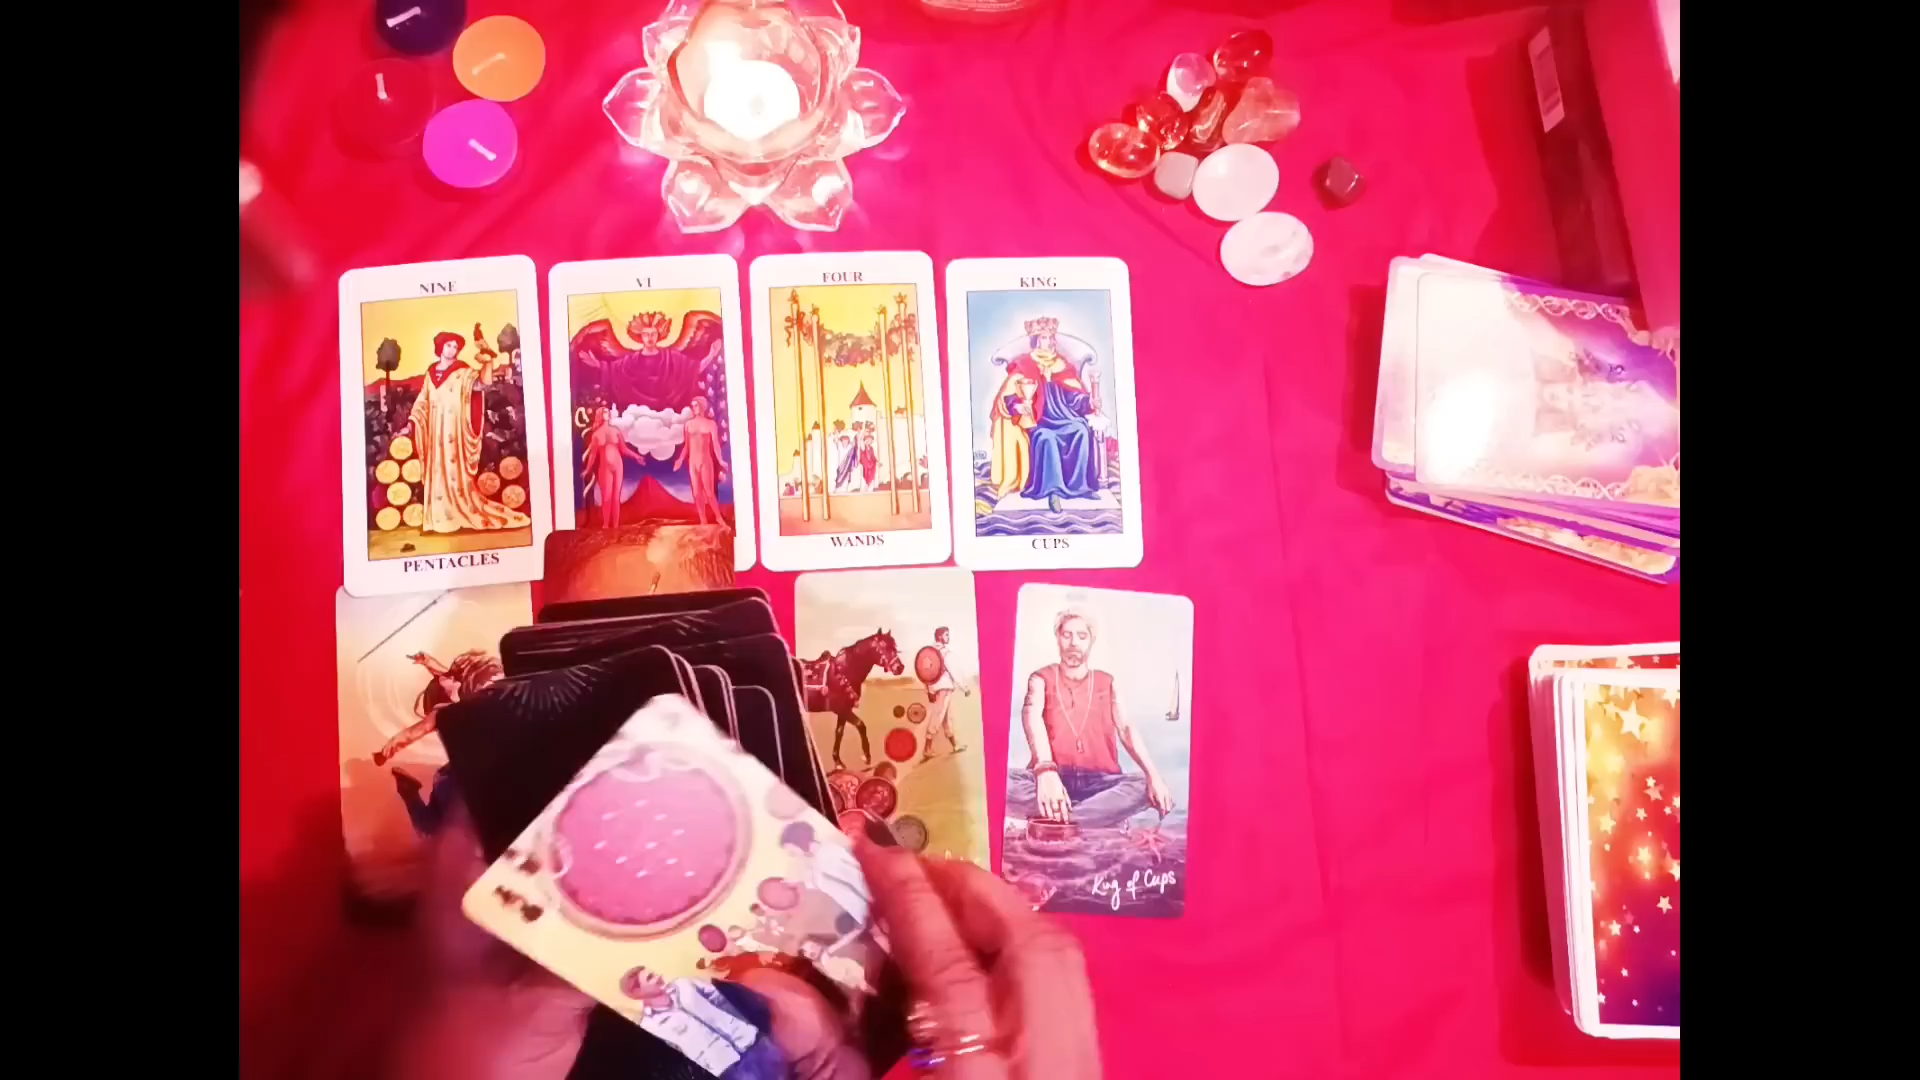 NINE
PENTACLES
VI
FOUR
WANDS
KING
CUPS
King of Cups